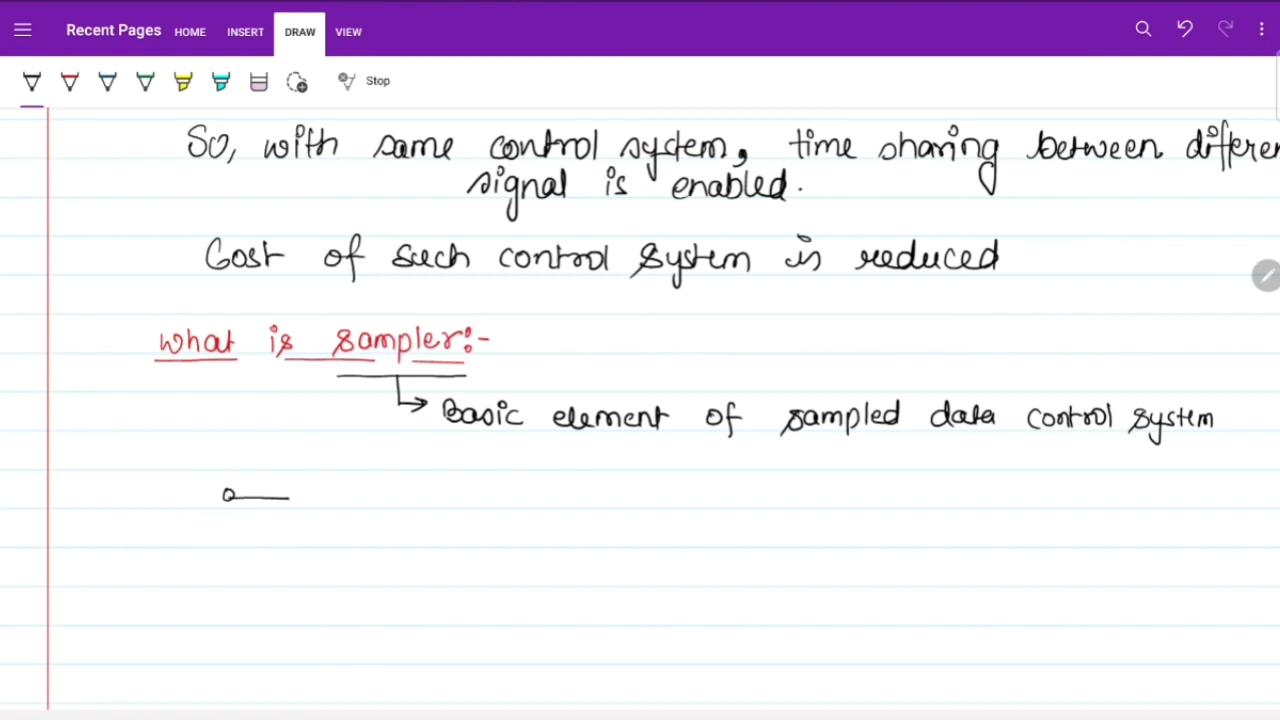 Recent Pages HOME INSERT DRAW VIEW
Stop
So, with same control system, time sharing between differen
signal is enabled.
Cost of such control system is reduced
what is sampler:-
Basic element of sampled data control system